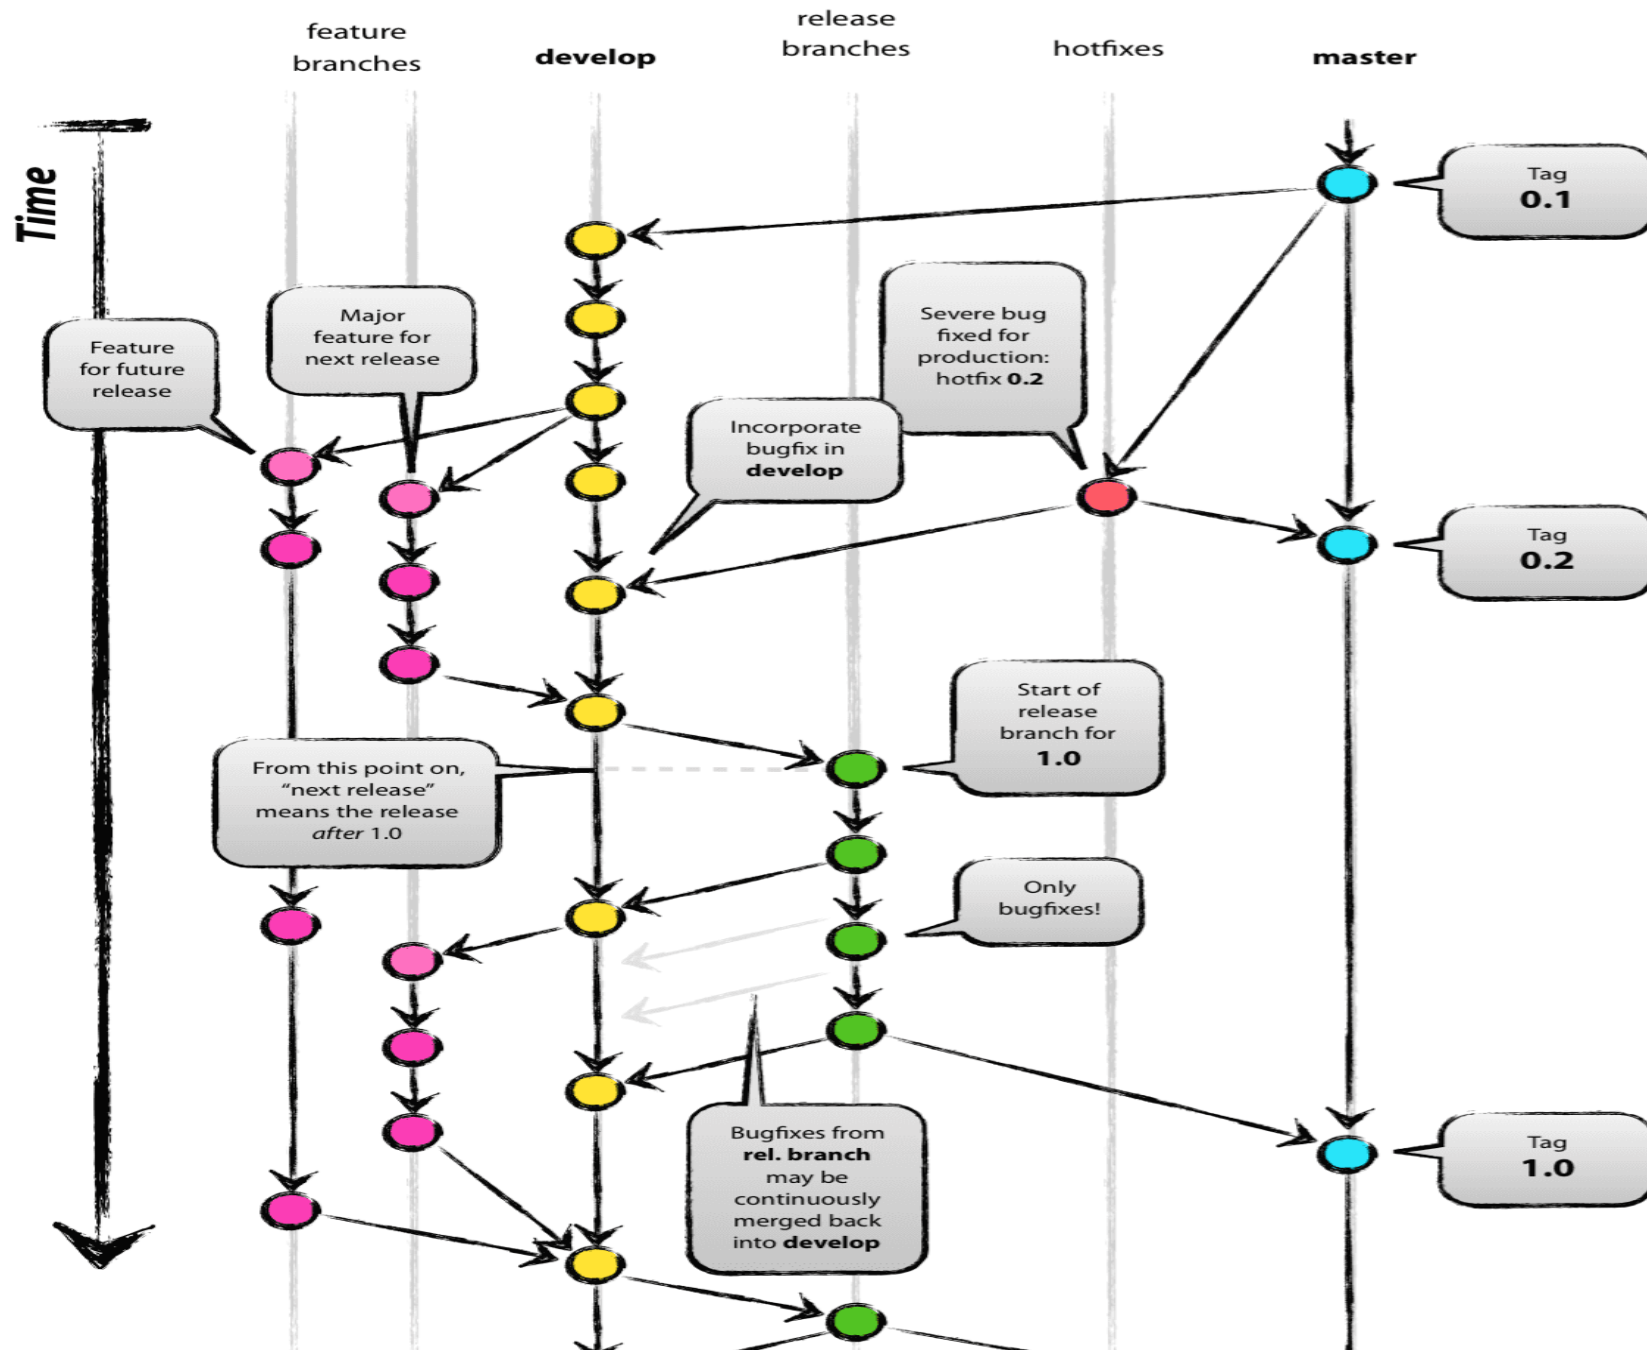 feature
branches
develop
release
branches
hotfixes
master
Time
Tag
0.1
Feature
for future
release
Major
feature for
next release
Severe bug
fixed for
production:
hotfix 0.2
Incorporate
bugfix in
develop
Tag
0.2
Start of
release
branch for
1.0
From this point on,
“next release”
means the release
after 1.0
Only
bugfixes!
Bugfixes from
rel. branch
may be
continuously
merged back
into develop
Tag
1.0